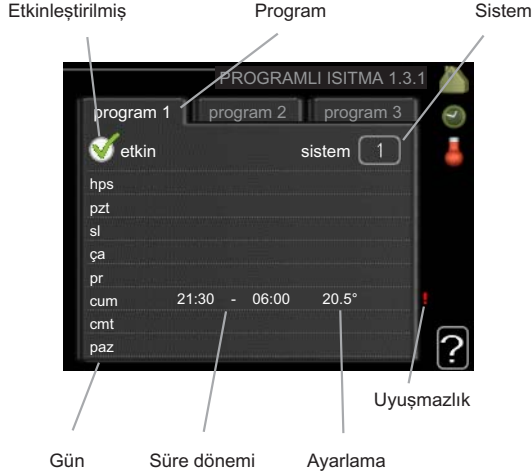 Etkinleştirilmiş Program Sistem
PROGRAMLI ISITMA 1.3.1
program 1 program 2 program 3
etkin sistem 1
hps
pzt
sl
ça
pr
cum 21:30 - 06:00 20.5° !
cmt
paz
?
Uyuşmazlık
Gün Süre dönemi Ayarlama